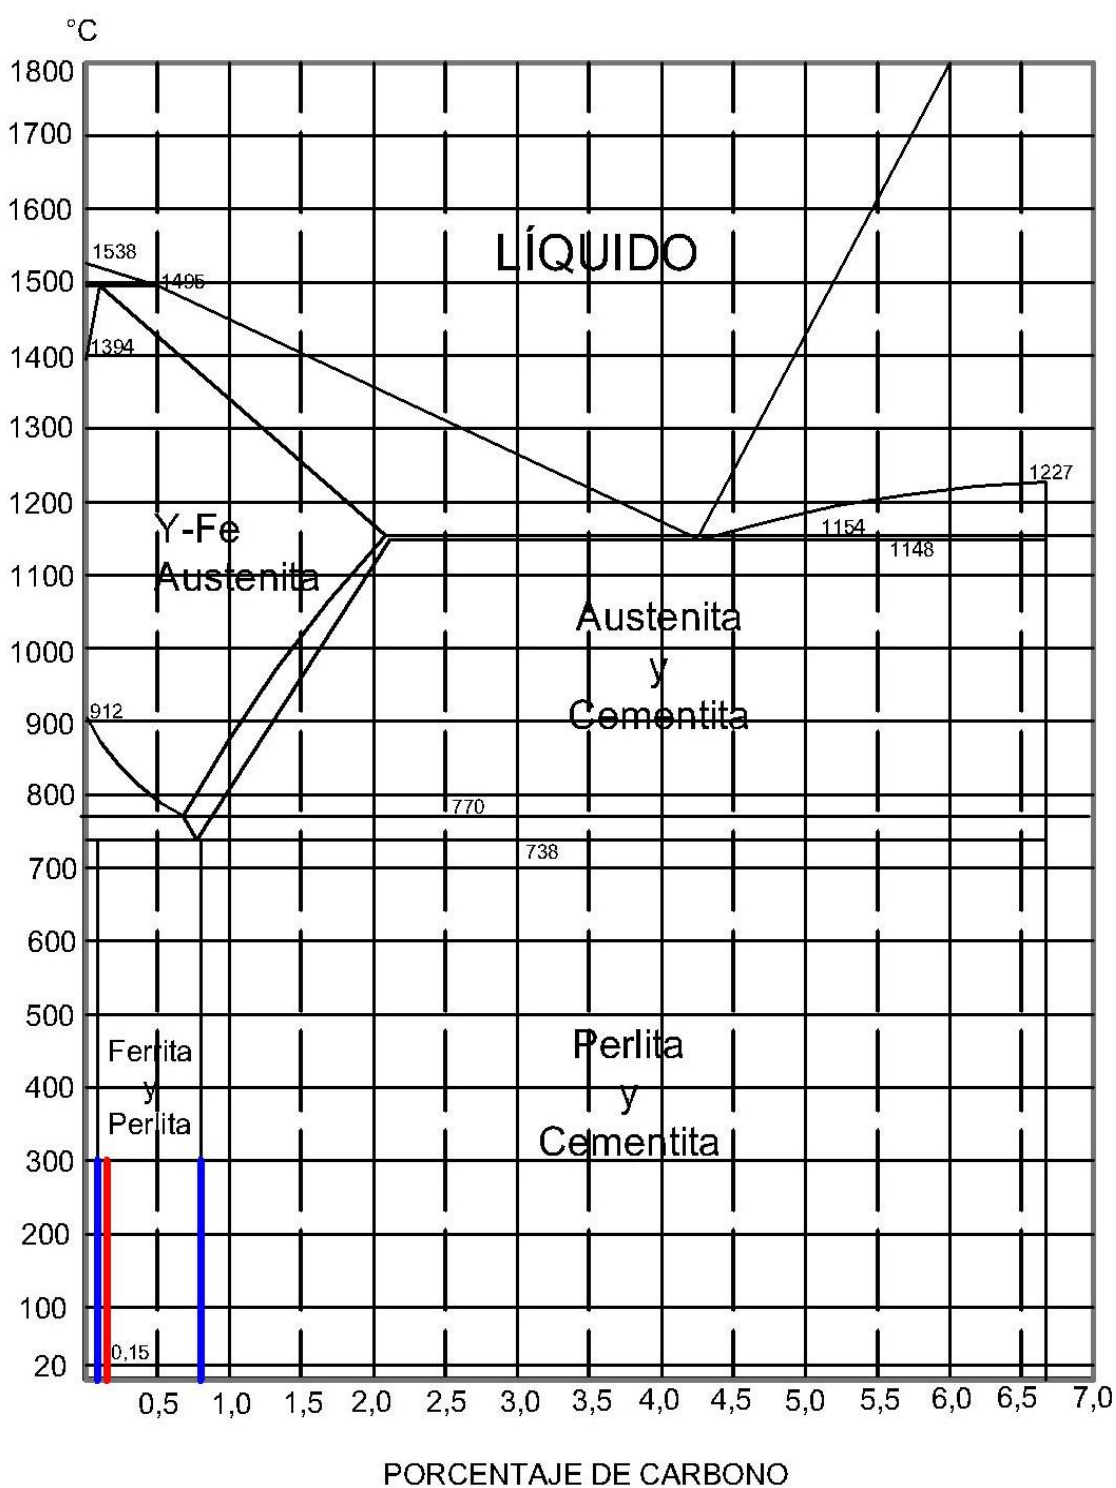 °C
1800
1700
1600
1500
1400
1300
1200
1100
1000
900
800
700
600
500
400
300
200
100
20
1538
1495
1394
LÍQUIDO
1227
Y-Fe
Austenita
1154
1148
Austenita
y
Cementita
912
770
738
Ferrita
y
Perlita
Perlita
y
Cementita
0,15
0,5 1,0 1,5 2,0 2,5 3,0 3,5 4,0 4,5 5,0 5,5 6,0 6,5 7,0
PORCENTAJE DE CARBONO